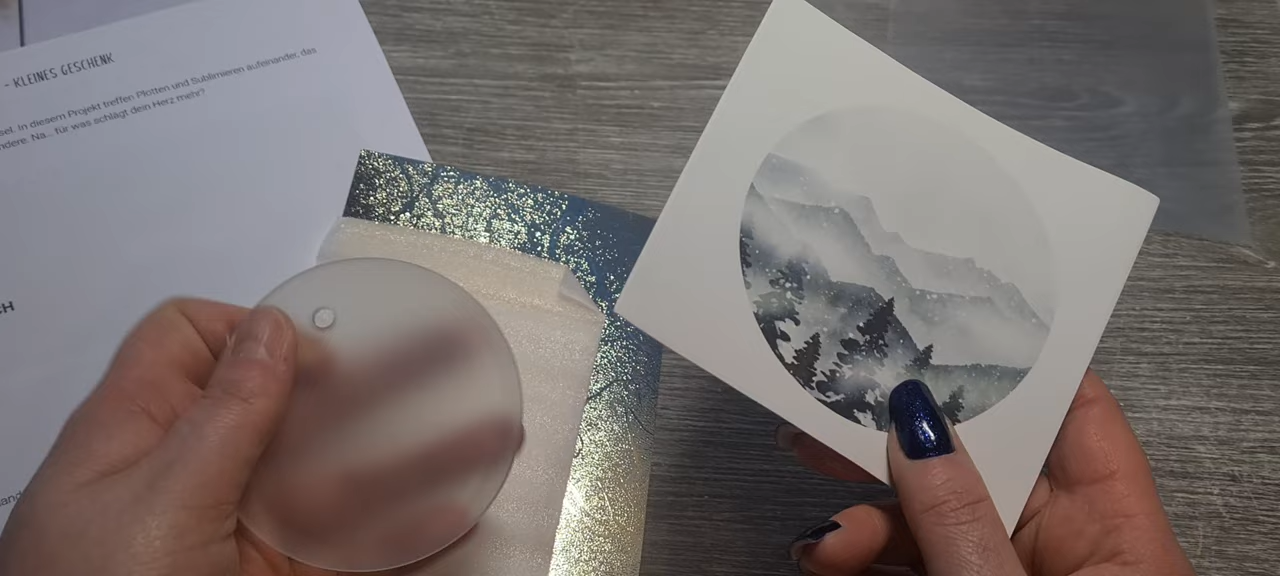 - KLEINES GESCHENK
sel. In diesem Projekt treffen Plotten und Sublimieren aufeinander, das
ndere. Na... für was schlägt dein Herz mehr?
CH
and